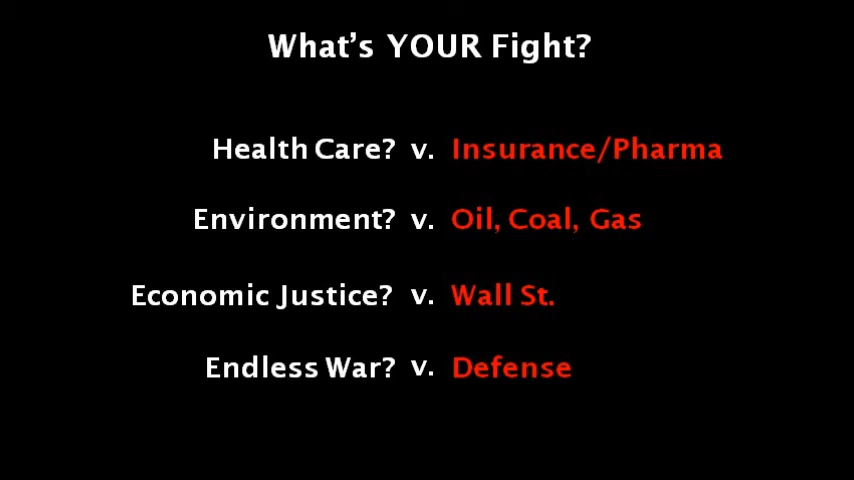 What's YOUR Fight?
Health Care? v. Insurance/Pharma
Environment? v. Oil, Coal, Gas
Economic Justice? v. Wall St.
Endless War? v. Defense